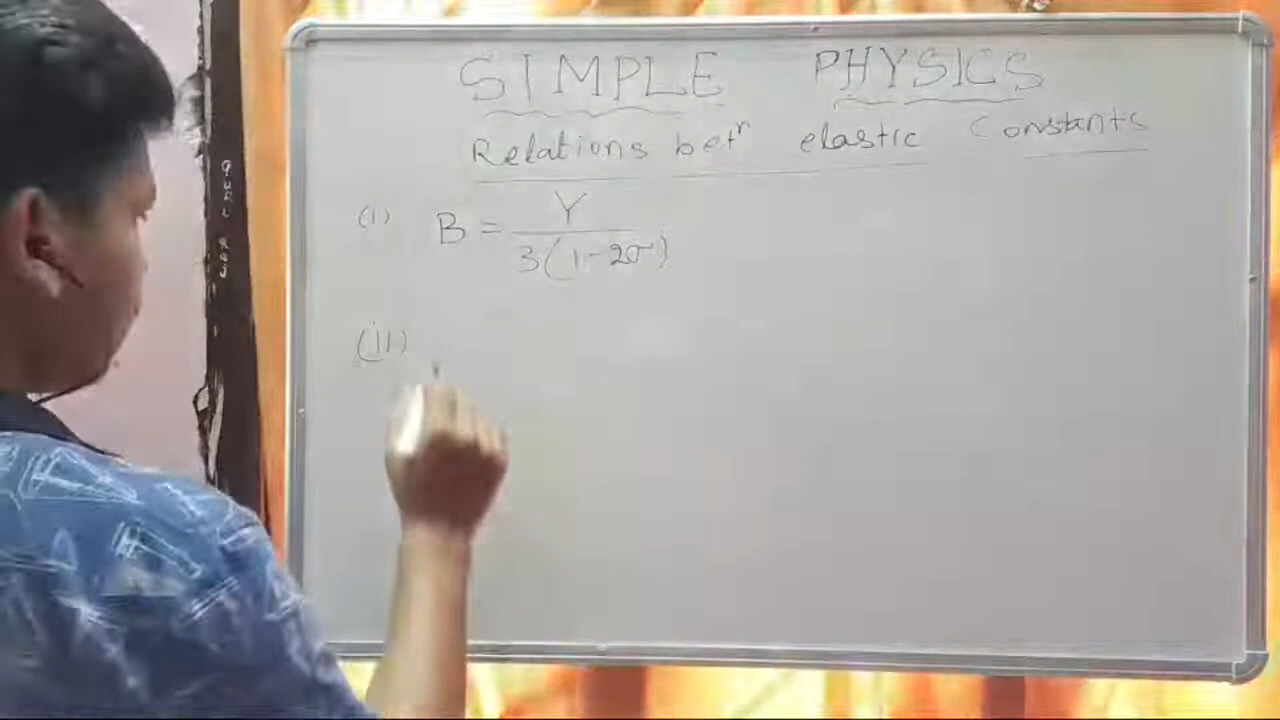 SIMPLE PHYSICS
Relations betⁿ elastic Constants
(i) B = Y / 3(1-2σ)
(ii)